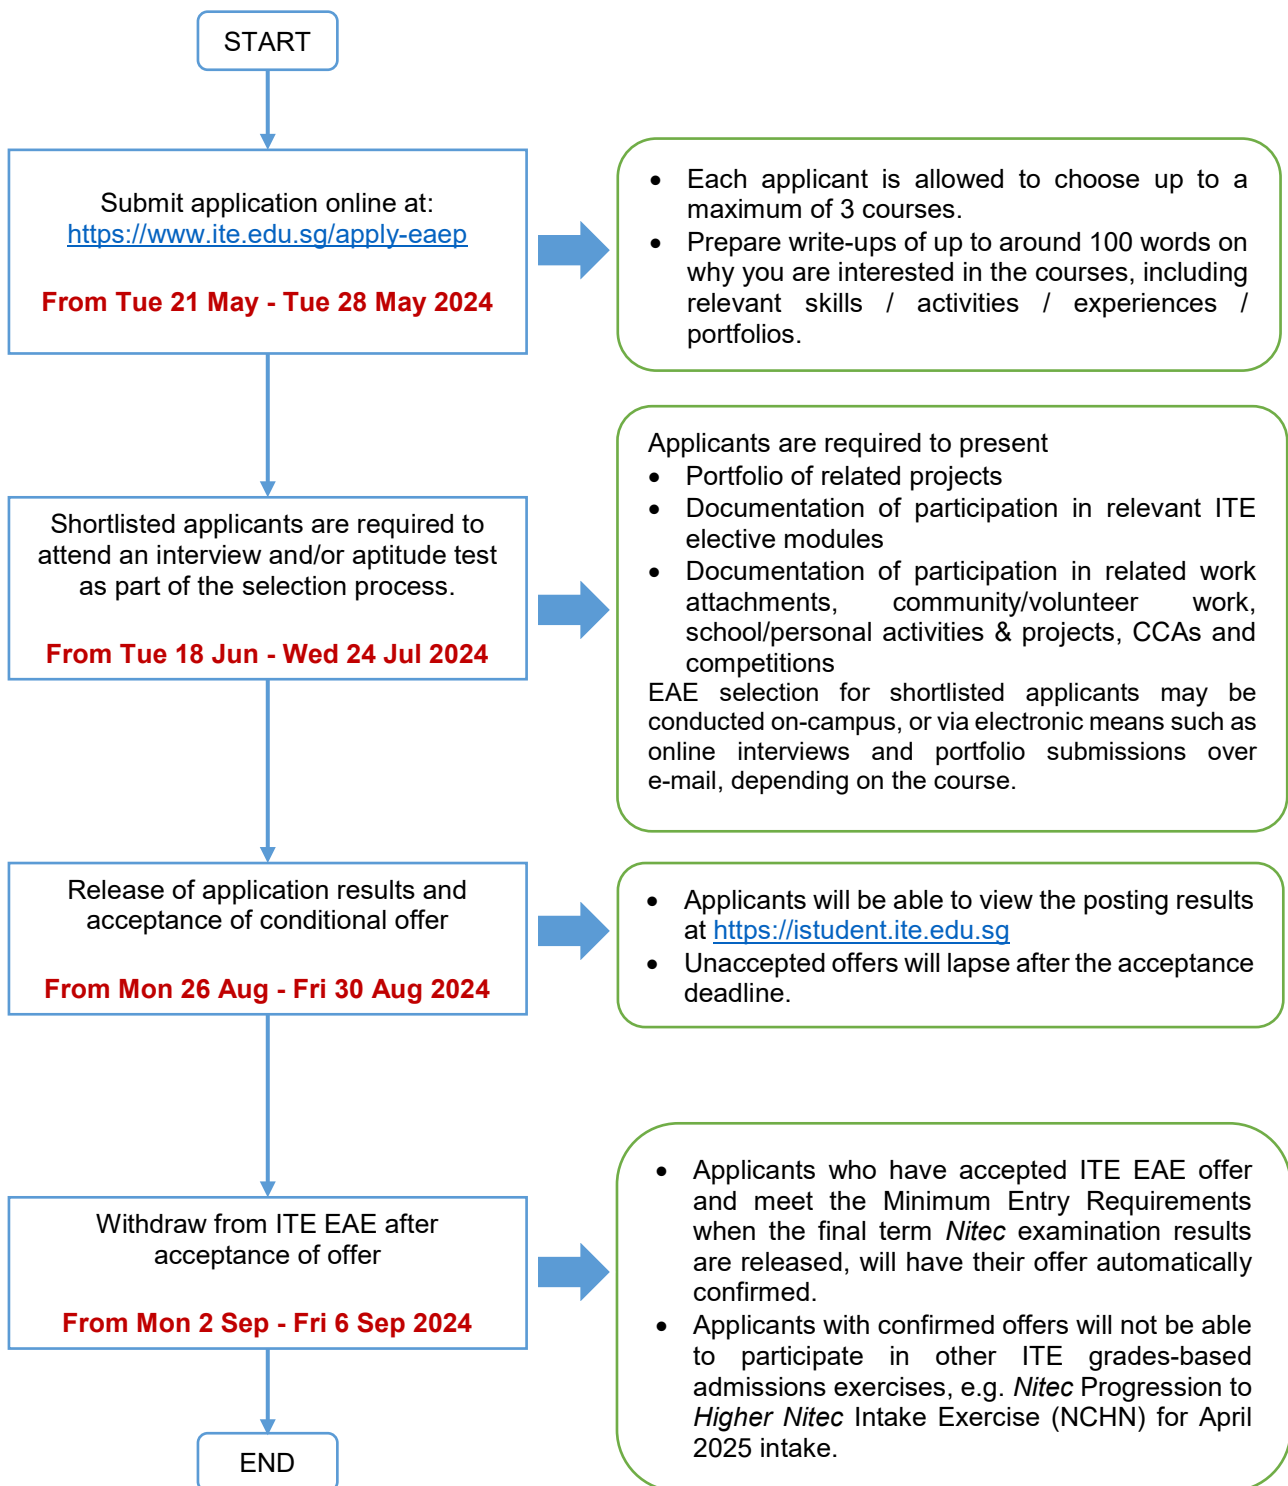 START
Submit application online at:
https://www.ite.edu.sg/apply-eaep
From Tue 21 May - Tue 28 May 2024
• Each applicant is allowed to choose up to a
maximum of 3 courses.
• Prepare write-ups of up to around 100 words on
why you are interested in the courses, including
relevant skills / activities / experiences /
portfolios.
Shortlisted applicants are required to
attend an interview and/or aptitude test
as part of the selection process.
From Tue 18 Jun - Wed 24 Jul 2024
Applicants are required to present
• Portfolio of related projects
• Documentation of participation in relevant ITE
elective modules
• Documentation of participation in related work
attachments, community/volunteer work,
school/personal activities & projects, CCAs and
competitions
EAE selection for shortlisted applicants may be
conducted on-campus, or via electronic means such as
online interviews and portfolio submissions over
e-mail, depending on the course.
Release of application results and
acceptance of conditional offer
From Mon 26 Aug - Fri 30 Aug 2024
• Applicants will be able to view the posting results
at https://istudent.ite.edu.sg
• Unaccepted offers will lapse after the acceptance
deadline.
Withdraw from ITE EAE after
acceptance of offer
From Mon 2 Sep - Fri 6 Sep 2024
• Applicants who have accepted ITE EAE offer
and meet the Minimum Entry Requirements
when the final term Nitec examination results
are released, will have their offer automatically
confirmed.
• Applicants with confirmed offers will not be able
to participate in other ITE grades-based
admissions exercises, e.g. Nitec Progression to
Higher Nitec Intake Exercise (NCHN) for April
2025 intake.
END